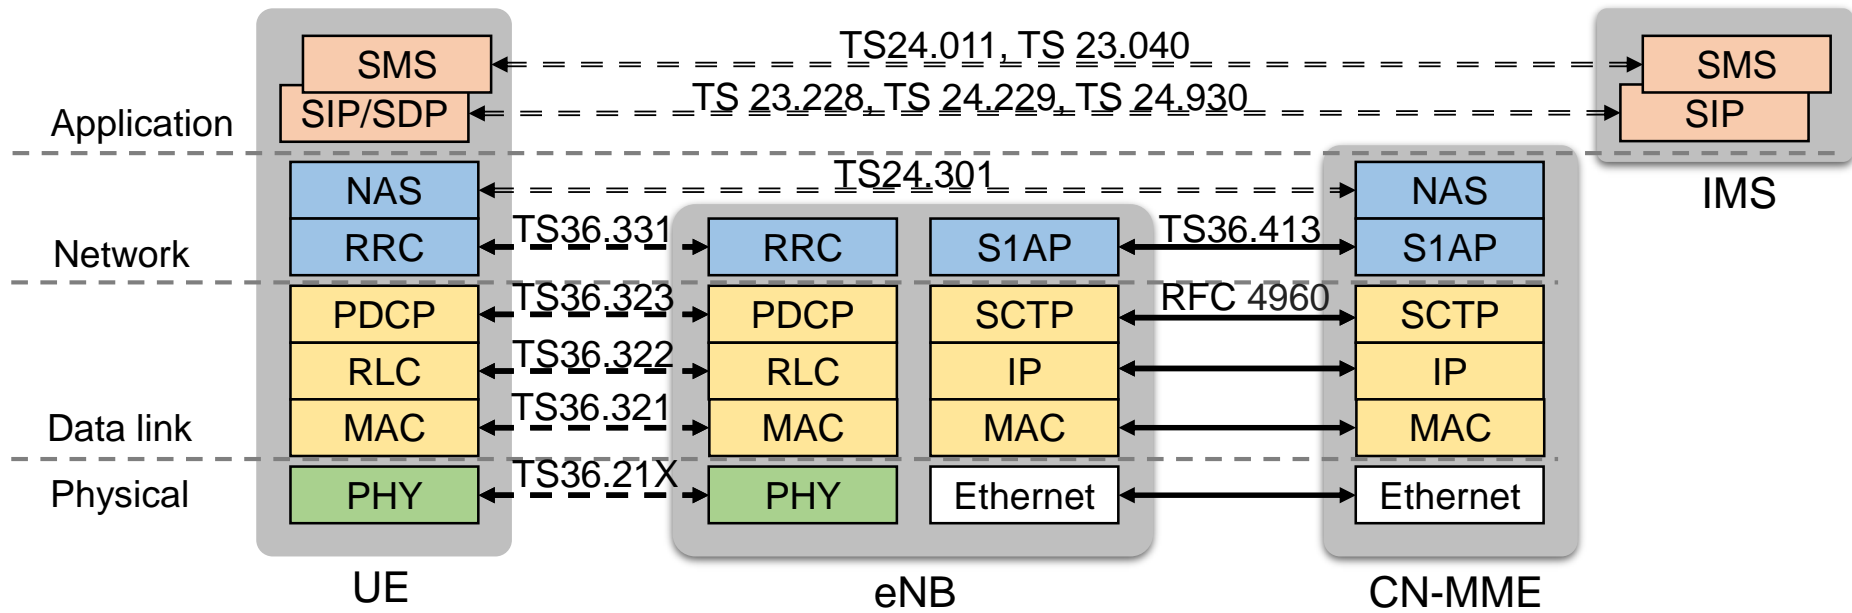 SMS
TS24.011, TS 23.040
SMS
SIP/SDP
TS 23.228, TS 24.229, TS 24.930
SIP
Application
IMS
NAS
TS24.301
NAS
Network
RRC
TS36.331
RRC
S1AP
TS36.413
S1AP
PDCP
TS36.323
PDCP
SCTP
RFC 4960
SCTP
RLC
TS36.322
RLC
IP
IP
Data link
MAC
TS36.321
MAC
MAC
MAC
Physical
PHY
TS36.21X
PHY
Ethernet
Ethernet
UE
eNB
CN-MME